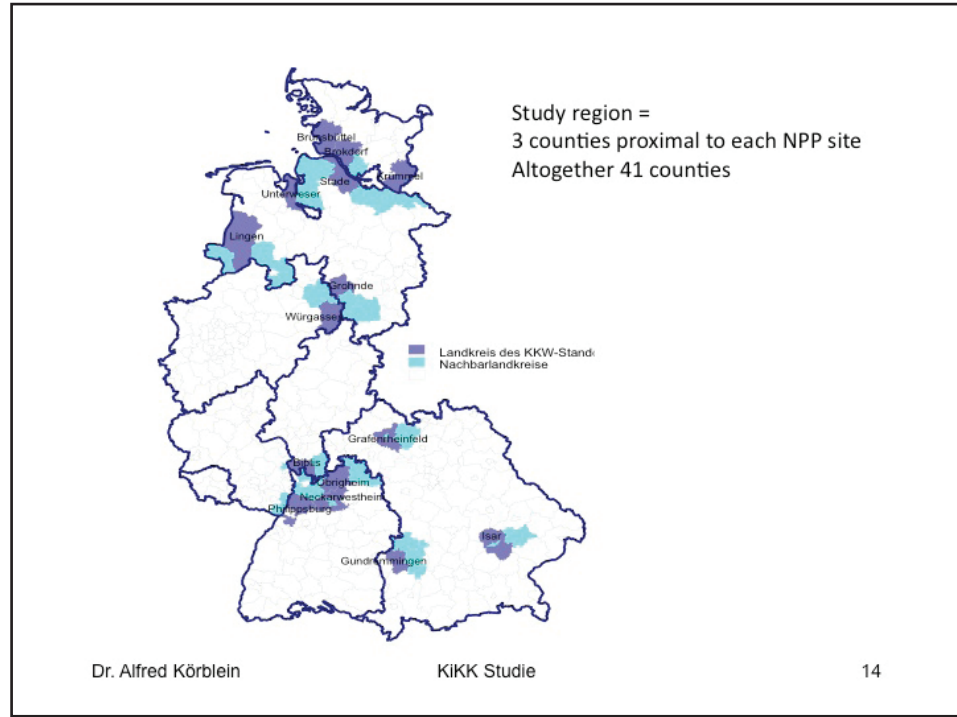 Study region =
3 counties proximal to each NPP site
Altogether 41 counties
Brunsbüttel
Brokdorf
Krümmel
Stade
Unterweser
Lingen
Grohnde
Würgassen
Landkreis des KKW-Stando
Nachbarlandkreise
Grafenrheinfeld
Biblis
Obrigheim
Neckarwestheim
Philippsburg
Isar
Gundremmingen
Dr. Alfred Körblein KiKK Studie 14